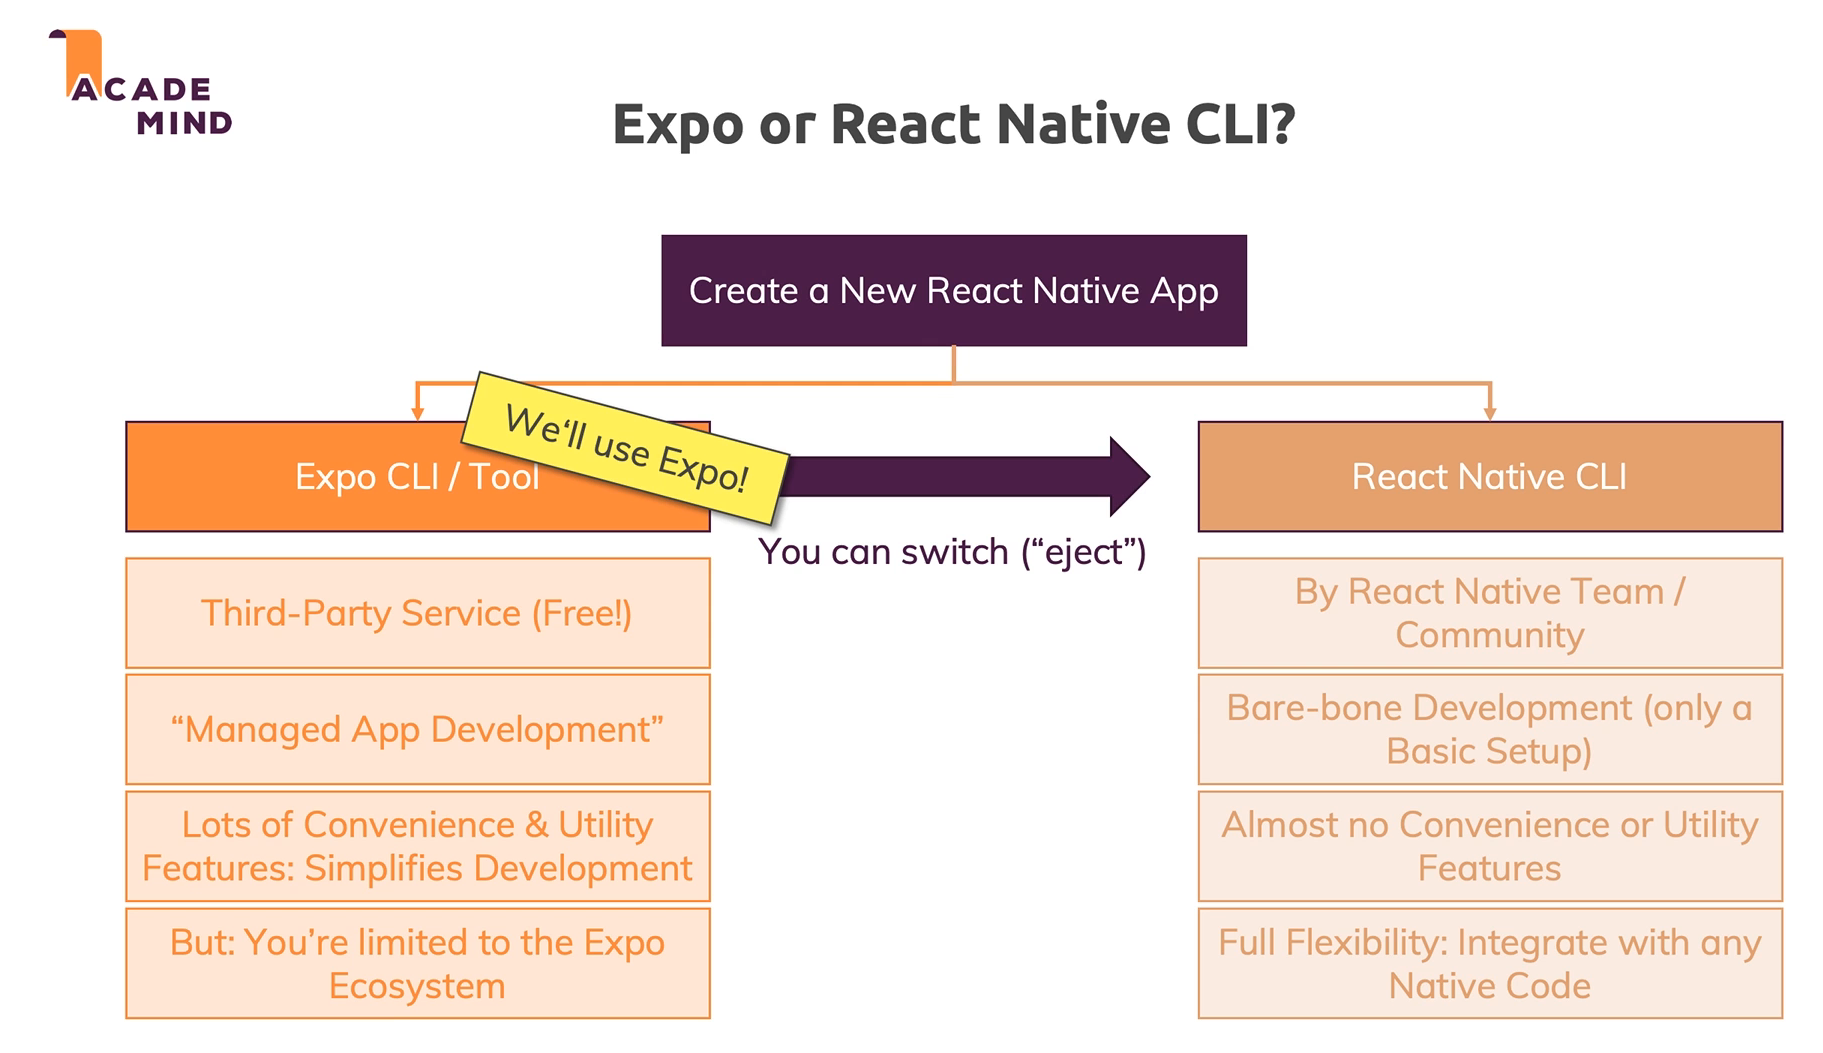 ACADE
MIND
Expo or React Native CLI?
Create a New React Native App
We‘ll use Expo!
Expo CLI / Tool
You can switch (“eject”)
React Native CLI
Third-Party Service (Free!)
“Managed App Development”
Lots of Convenience & Utility
Features: Simplifies Development
But: You’re limited to the Expo
Ecosystem
By React Native Team /
Community
Bare-bone Development (only a
Basic Setup)
Almost no Convenience or Utility
Features
Full Flexibility: Integrate with any
Native Code